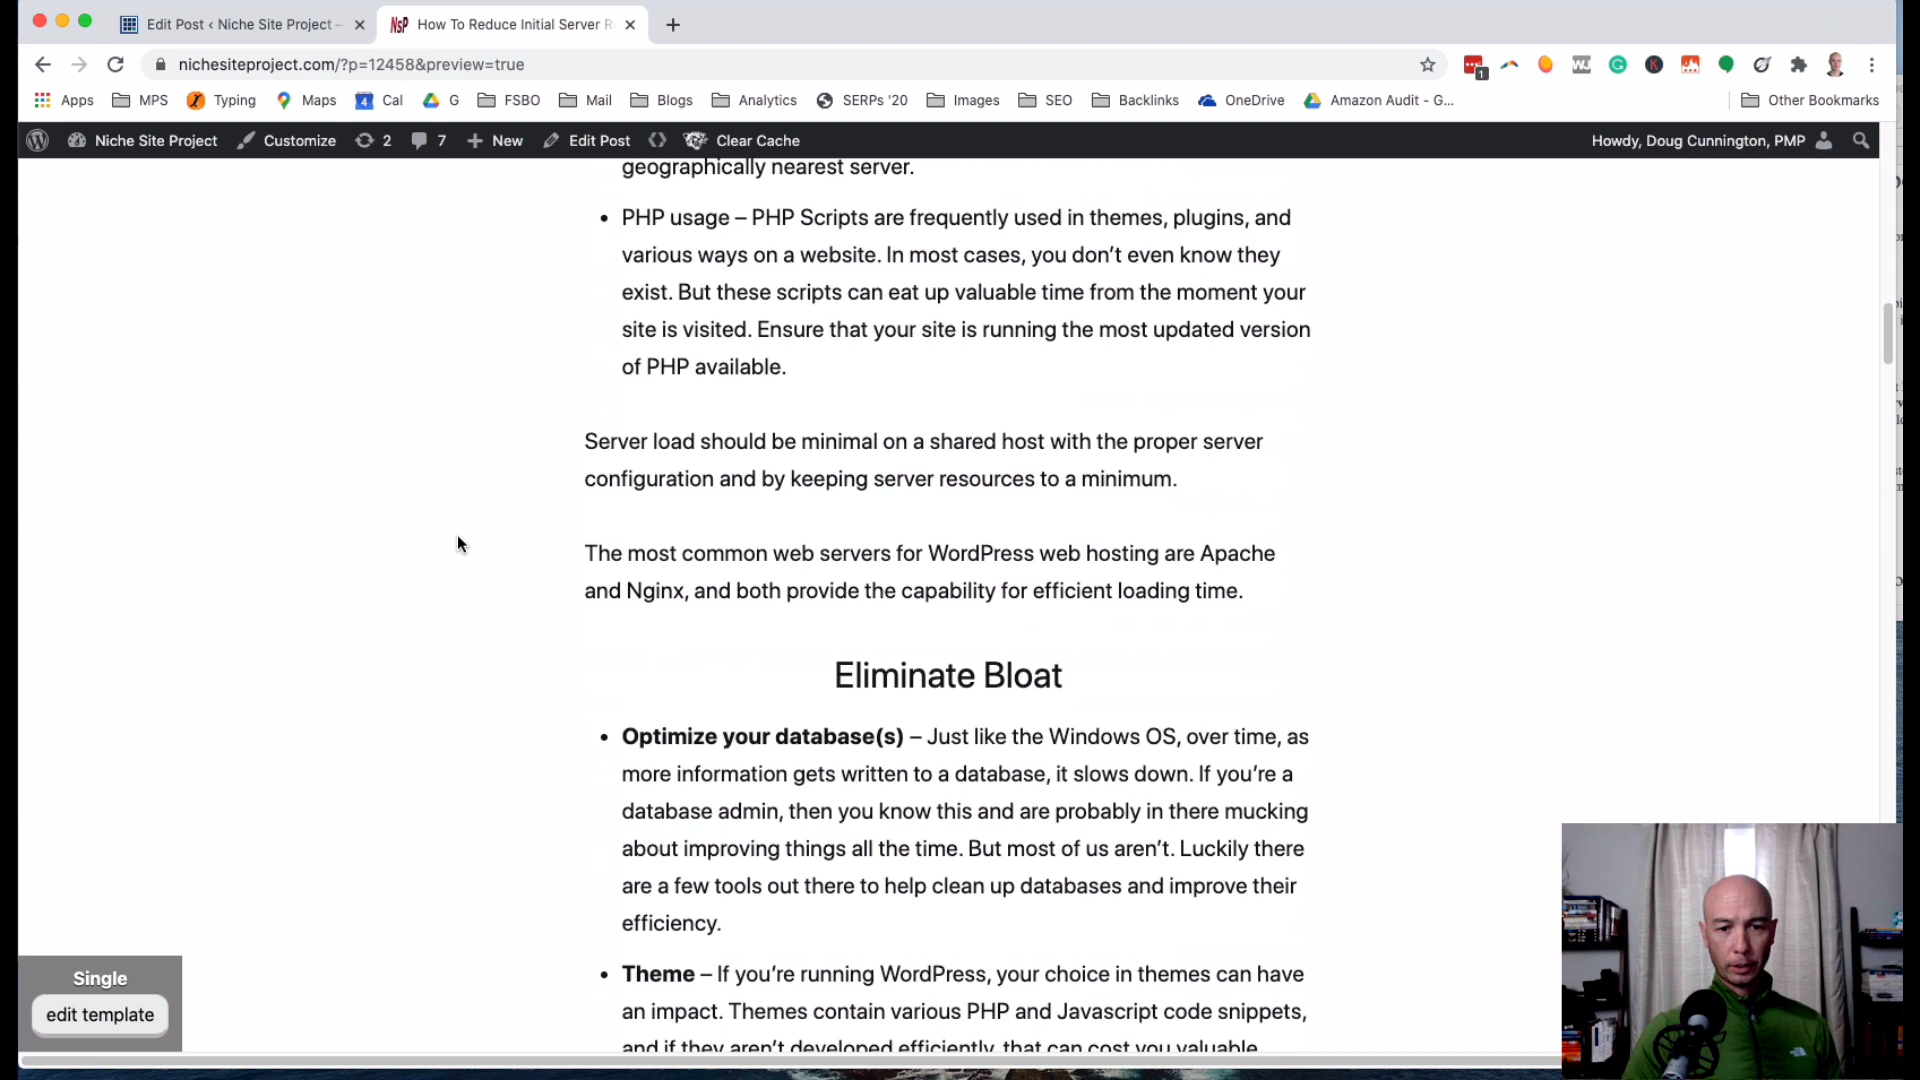 Edit Post ‹ Niche Site Project –
How To Reduce Initial Server R
nichesiteproject.com/?p=12458&preview=true
1
Apps MPS Typing Maps 4 Cal G FSBO Mail Blogs Analytics SERPs '20 Images SEO Backlinks OneDrive Amazon Audit - G... Other Bookmarks
Niche Site Project Customize 2 7 New Edit Post Clear Cache Howdy, Doug Cunnington, PMP
geographically nearest server.
• PHP usage – PHP Scripts are frequently used in themes, plugins, and
various ways on a website. In most cases, you don't even know they
exist. But these scripts can eat up valuable time from the moment your
site is visited. Ensure that your site is running the most updated version
of PHP available.
Server load should be minimal on a shared host with the proper server
configuration and by keeping server resources to a minimum.
The most common web servers for WordPress web hosting are Apache
and Nginx, and both provide the capability for efficient loading time.
Eliminate Bloat
• Optimize your database(s) – Just like the Windows OS, over time, as
more information gets written to a database, it slows down. If you're a
database admin, then you know this and are probably in there mucking
about improving things all the time. But most of us aren't. Luckily there
are a few tools out there to help clean up databases and improve their
efficiency.
• Theme – If you're running WordPress, your choice in themes can have
an impact. Themes contain various PHP and Javascript code snippets,
and if they aren't developed efficiently, that can cost you valuable
Single
edit template